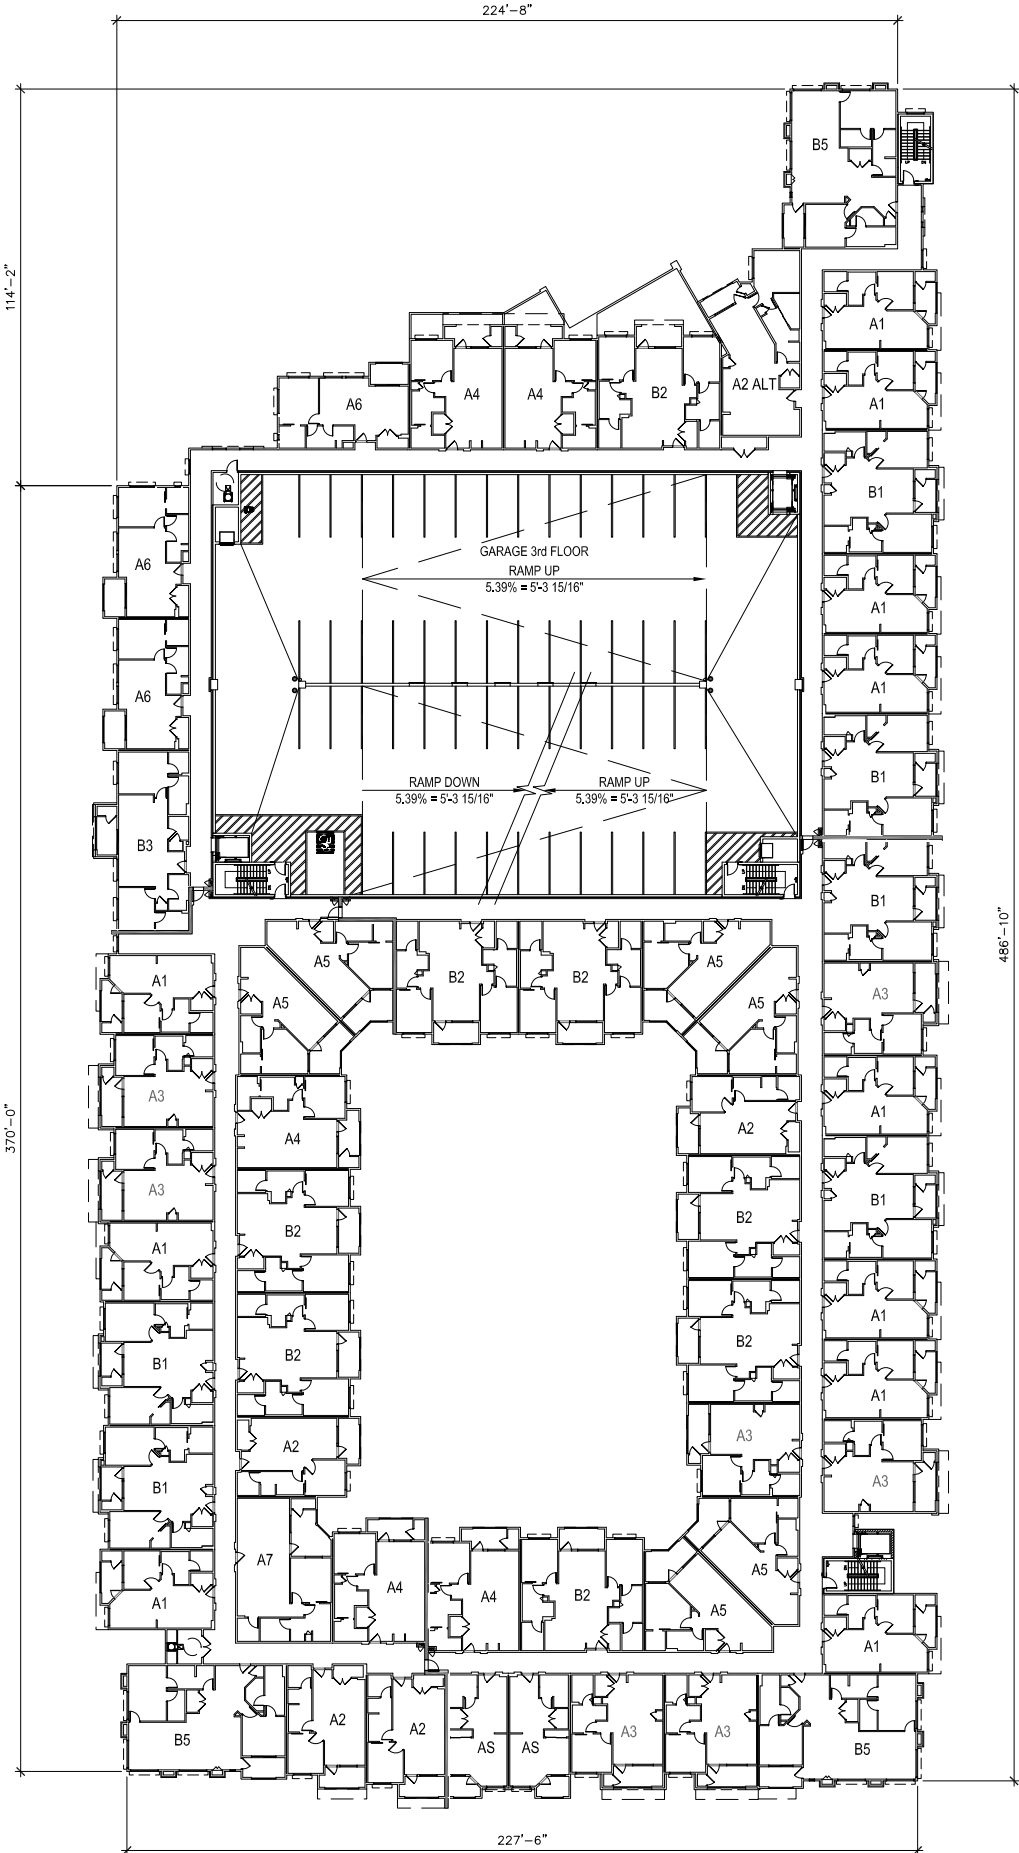 224'-8"
B5
114'-2"
A1
A6
A4
A4
B2
A2 ALT
A1
B1
GARAGE 3rd FLOOR
RAMP UP
5.39% = 5'-3 15/16"
A6
A1
A6
A1
B1
RAMP DOWN
5.39% = 5'-3 15/16"
RAMP UP
5.39% = 5'-3 15/16"
B3
B1
486'-10"
A1
A5
B2
B2
A5
A5
A5
A3
A3
A1
370'-0"
A4
A2
A3
B2
B2
B1
A1
A1
B1
B2
B2
A1
A2
A3
B1
A3
A1
A7
A4
A4
B2
A5
A5
A1
B5
A2
A2
AS
AS
A3
A3
B5
227'-6"